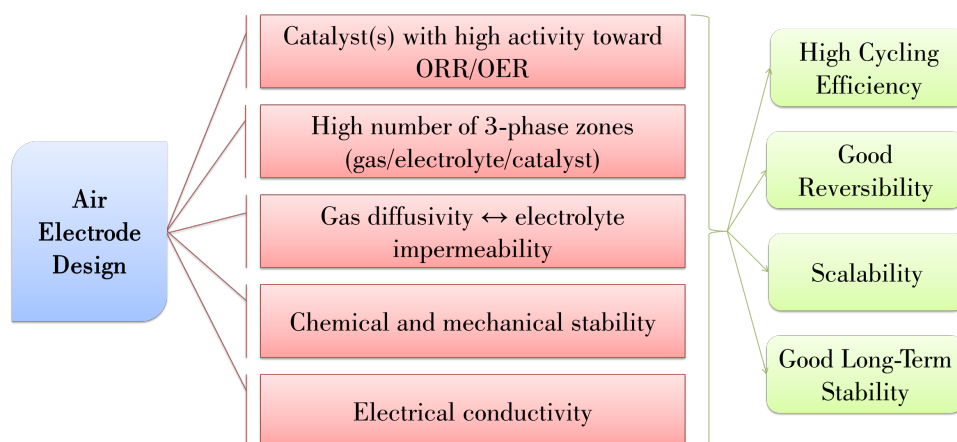 Air
Electrode
Design
Catalyst(s) with high activity toward
ORR/OER
High number of 3-phase zones
(gas/electrolyte/catalyst)
Gas diffusivity ↔ electrolyte
impermeability
Chemical and mechanical stability
Electrical conductivity
High Cycling
Efficiency
Good
Reversibility
Scalability
Good Long-Term
Stability